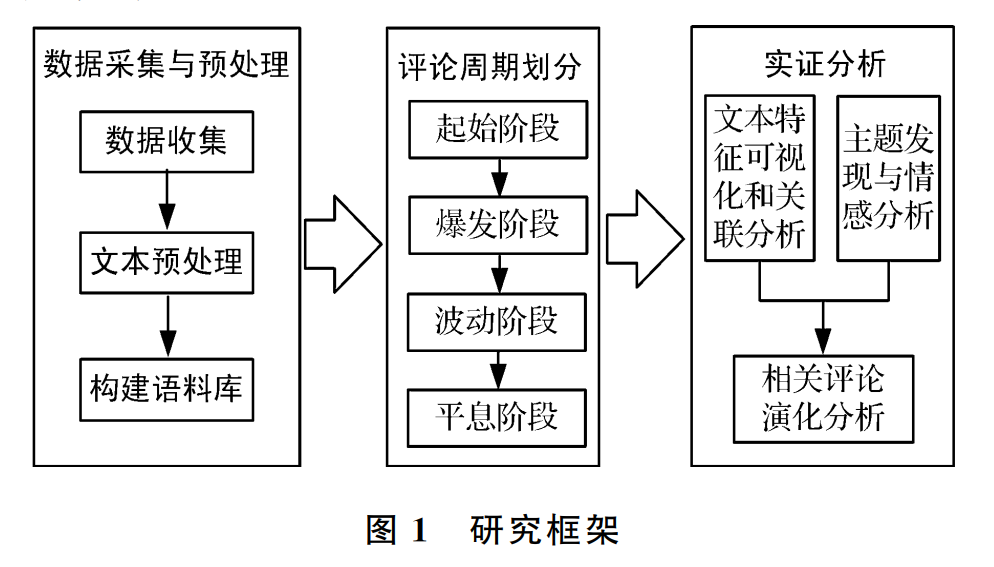 数据采集与预处理
数据收集
文本预处理
构建语料库
评论周期划分
起始阶段
爆发阶段
波动阶段
平息阶段
实证分析
文本特
征可视
化和关
联分析
主题发
现与情
感分析
相关评论
演化分析
图 1 研究框架